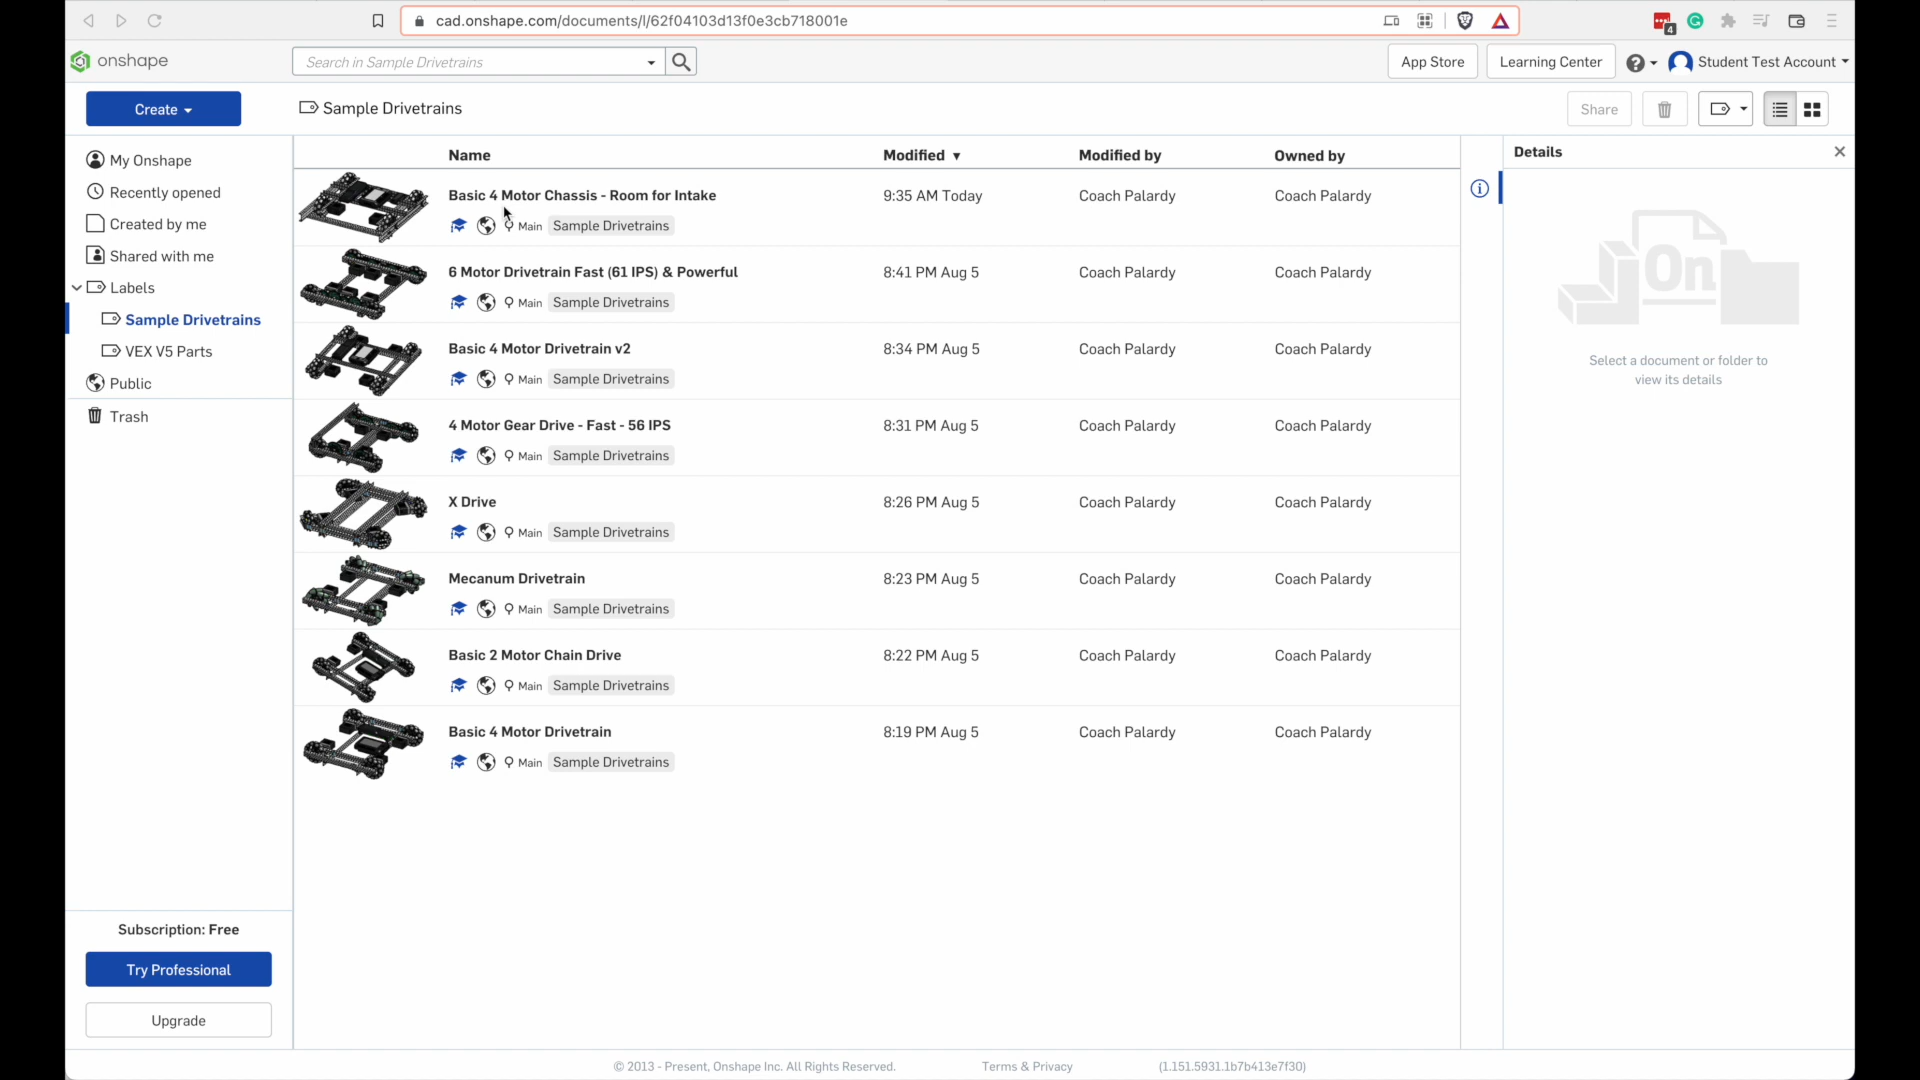 cad.onshape.com/documents/l/62f04103d13f0e3cb718001e
4
onshape
Search in Sample Drivetrains
App Store
Learning Center
Student Test Account
Create
Sample Drivetrains
Share
My Onshape
Recently opened
Created by me
Shared with me
Labels
Sample Drivetrains
VEX V5 Parts
Public
Trash
Name Modified ▼ Modified by Owned by
Basic 4 Motor Chassis - Room for Intake 9:35 AM Today Coach Palardy Coach Palardy
Main Sample Drivetrains
6 Motor Drivetrain Fast (61 IPS) & Powerful 8:41 PM Aug 5 Coach Palardy Coach Palardy
Main Sample Drivetrains
Basic 4 Motor Drivetrain v2 8:34 PM Aug 5 Coach Palardy Coach Palardy
Main Sample Drivetrains
4 Motor Gear Drive - Fast - 56 IPS 8:31 PM Aug 5 Coach Palardy Coach Palardy
Main Sample Drivetrains
X Drive 8:26 PM Aug 5 Coach Palardy Coach Palardy
Main Sample Drivetrains
Mecanum Drivetrain 8:23 PM Aug 5 Coach Palardy Coach Palardy
Main Sample Drivetrains
Basic 2 Motor Chain Drive 8:22 PM Aug 5 Coach Palardy Coach Palardy
Main Sample Drivetrains
Basic 4 Motor Drivetrain 8:19 PM Aug 5 Coach Palardy Coach Palardy
Main Sample Drivetrains
Details
On
Select a document or folder to
view its details
Subscription: Free
Try Professional
Upgrade
© 2013 - Present, Onshape Inc. All Rights Reserved. Terms & Privacy (1.151.5931.1b7b413e7f30)